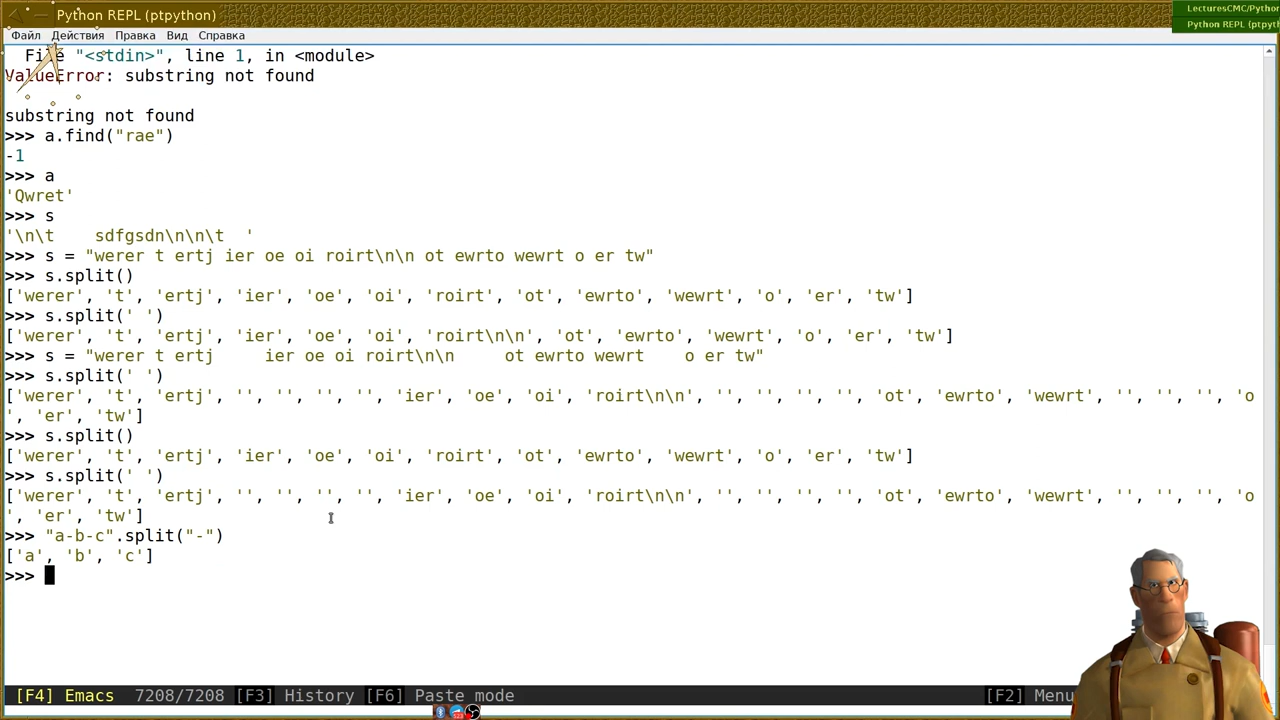 Python REPL (ptpython)
LecturesCMC/Python
Python REPL (ptpyth
Файл Действия Правка Вид Справка
File "<stdin>", line 1, in <module>
ValueError: substring not found
substring not found
>>> a.find("rae")
-1
>>> a
'Qwret'
>>> s
'\n\t    sdfgsdn\n\n\t  '
>>> s = "werer t ertj ier oe oi roirt\n\n ot ewrto wewrt o er tw"
>>> s.split()
['werer', 't', 'ertj', 'ier', 'oe', 'oi', 'roirt', 'ot', 'ewrto', 'wewrt', 'o', 'er', 'tw']
>>> s.split(' ')
['werer', 't', 'ertj', 'ier', 'oe', 'oi', 'roirt\n\n', 'ot', 'ewrto', 'wewrt', 'o', 'er', 'tw']
>>> s = "werer t ertj     ier oe oi roirt\n\n     ot ewrto wewrt    o er tw"
>>> s.split(' ')
['werer', 't', 'ertj', '', '', '', '', 'ier', 'oe', 'oi', 'roirt\n\n', '', '', '', '', 'ot', 'ewrto', 'wewrt', '', '', '', 'o
', 'er', 'tw']
>>> s.split()
['werer', 't', 'ertj', 'ier', 'oe', 'oi', 'roirt', 'ot', 'ewrto', 'wewrt', 'o', 'er', 'tw']
>>> s.split(' ')
['werer', 't', 'ertj', '', '', '', '', 'ier', 'oe', 'oi', 'roirt\n\n', '', '', '', '', 'ot', 'ewrto', 'wewrt', '', '', '', 'o
', 'er', 'tw']
>>> "a-b-c".split("-")
['a', 'b', 'c']
>>>
[F4] Emacs 7208/7208 [F3] History [F6] Paste mode [F2] Menu